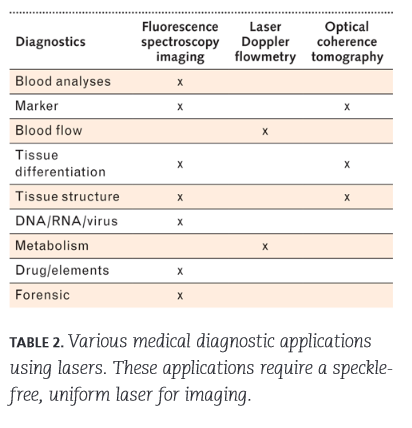 Diagnostics Fluorescence spectroscopy imaging Laser Doppler flowmetry Optical coherence tomography
Blood analyses x
Marker x x
Blood flow x
Tissue differentiation x x
Tissue structure x x
DNA/RNA/virus x
Metabolism x
Drug/elements x
Forensic x
TABLE 2. Various medical diagnostic applications
using lasers. These applications require a speckle-
free, uniform laser for imaging.